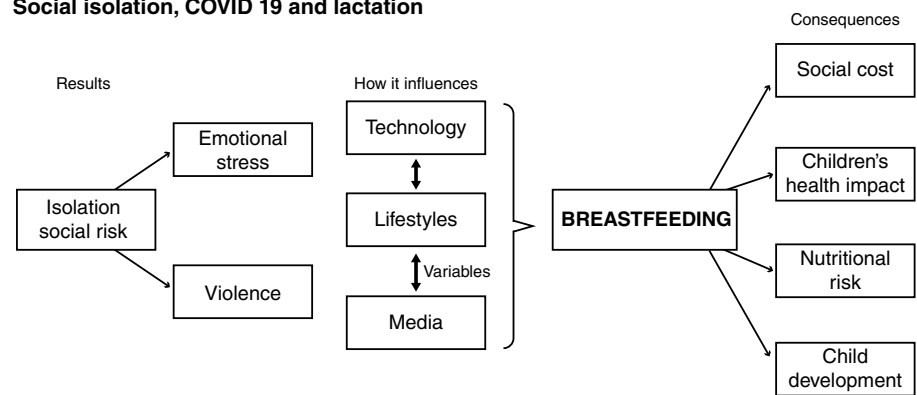 Social isolation, COVID 19 and lactation
Results
Isolation
social risk
Emotional
stress
Violence
How it influences
Technology
Lifestyles
Variables
Media
BREASTFEEDING
Consequences
Social cost
Children's
health impact
Nutritional
risk
Child
development